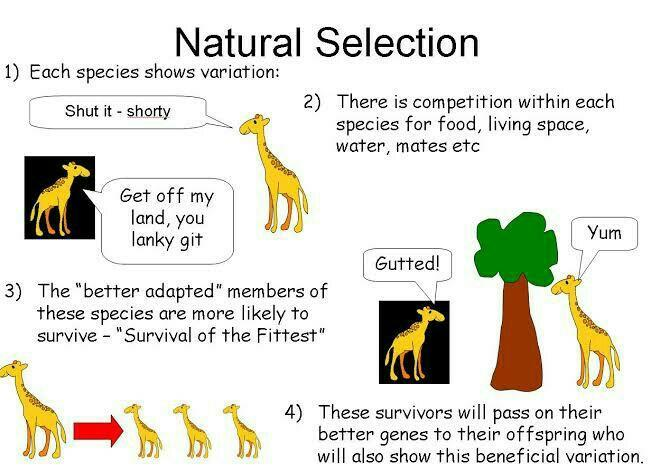 Natural Selection
1) Each species shows variation:
Shut it - shorty
Get off my
land, you
lanky git
2) There is competition within each
species for food, living space,
water, mates etc
Gutted!
Yum
3) The “better adapted” members of
these species are more likely to
survive – “Survival of the Fittest”
4) These survivors will pass on their
better genes to their offspring who
will also show this beneficial variation.